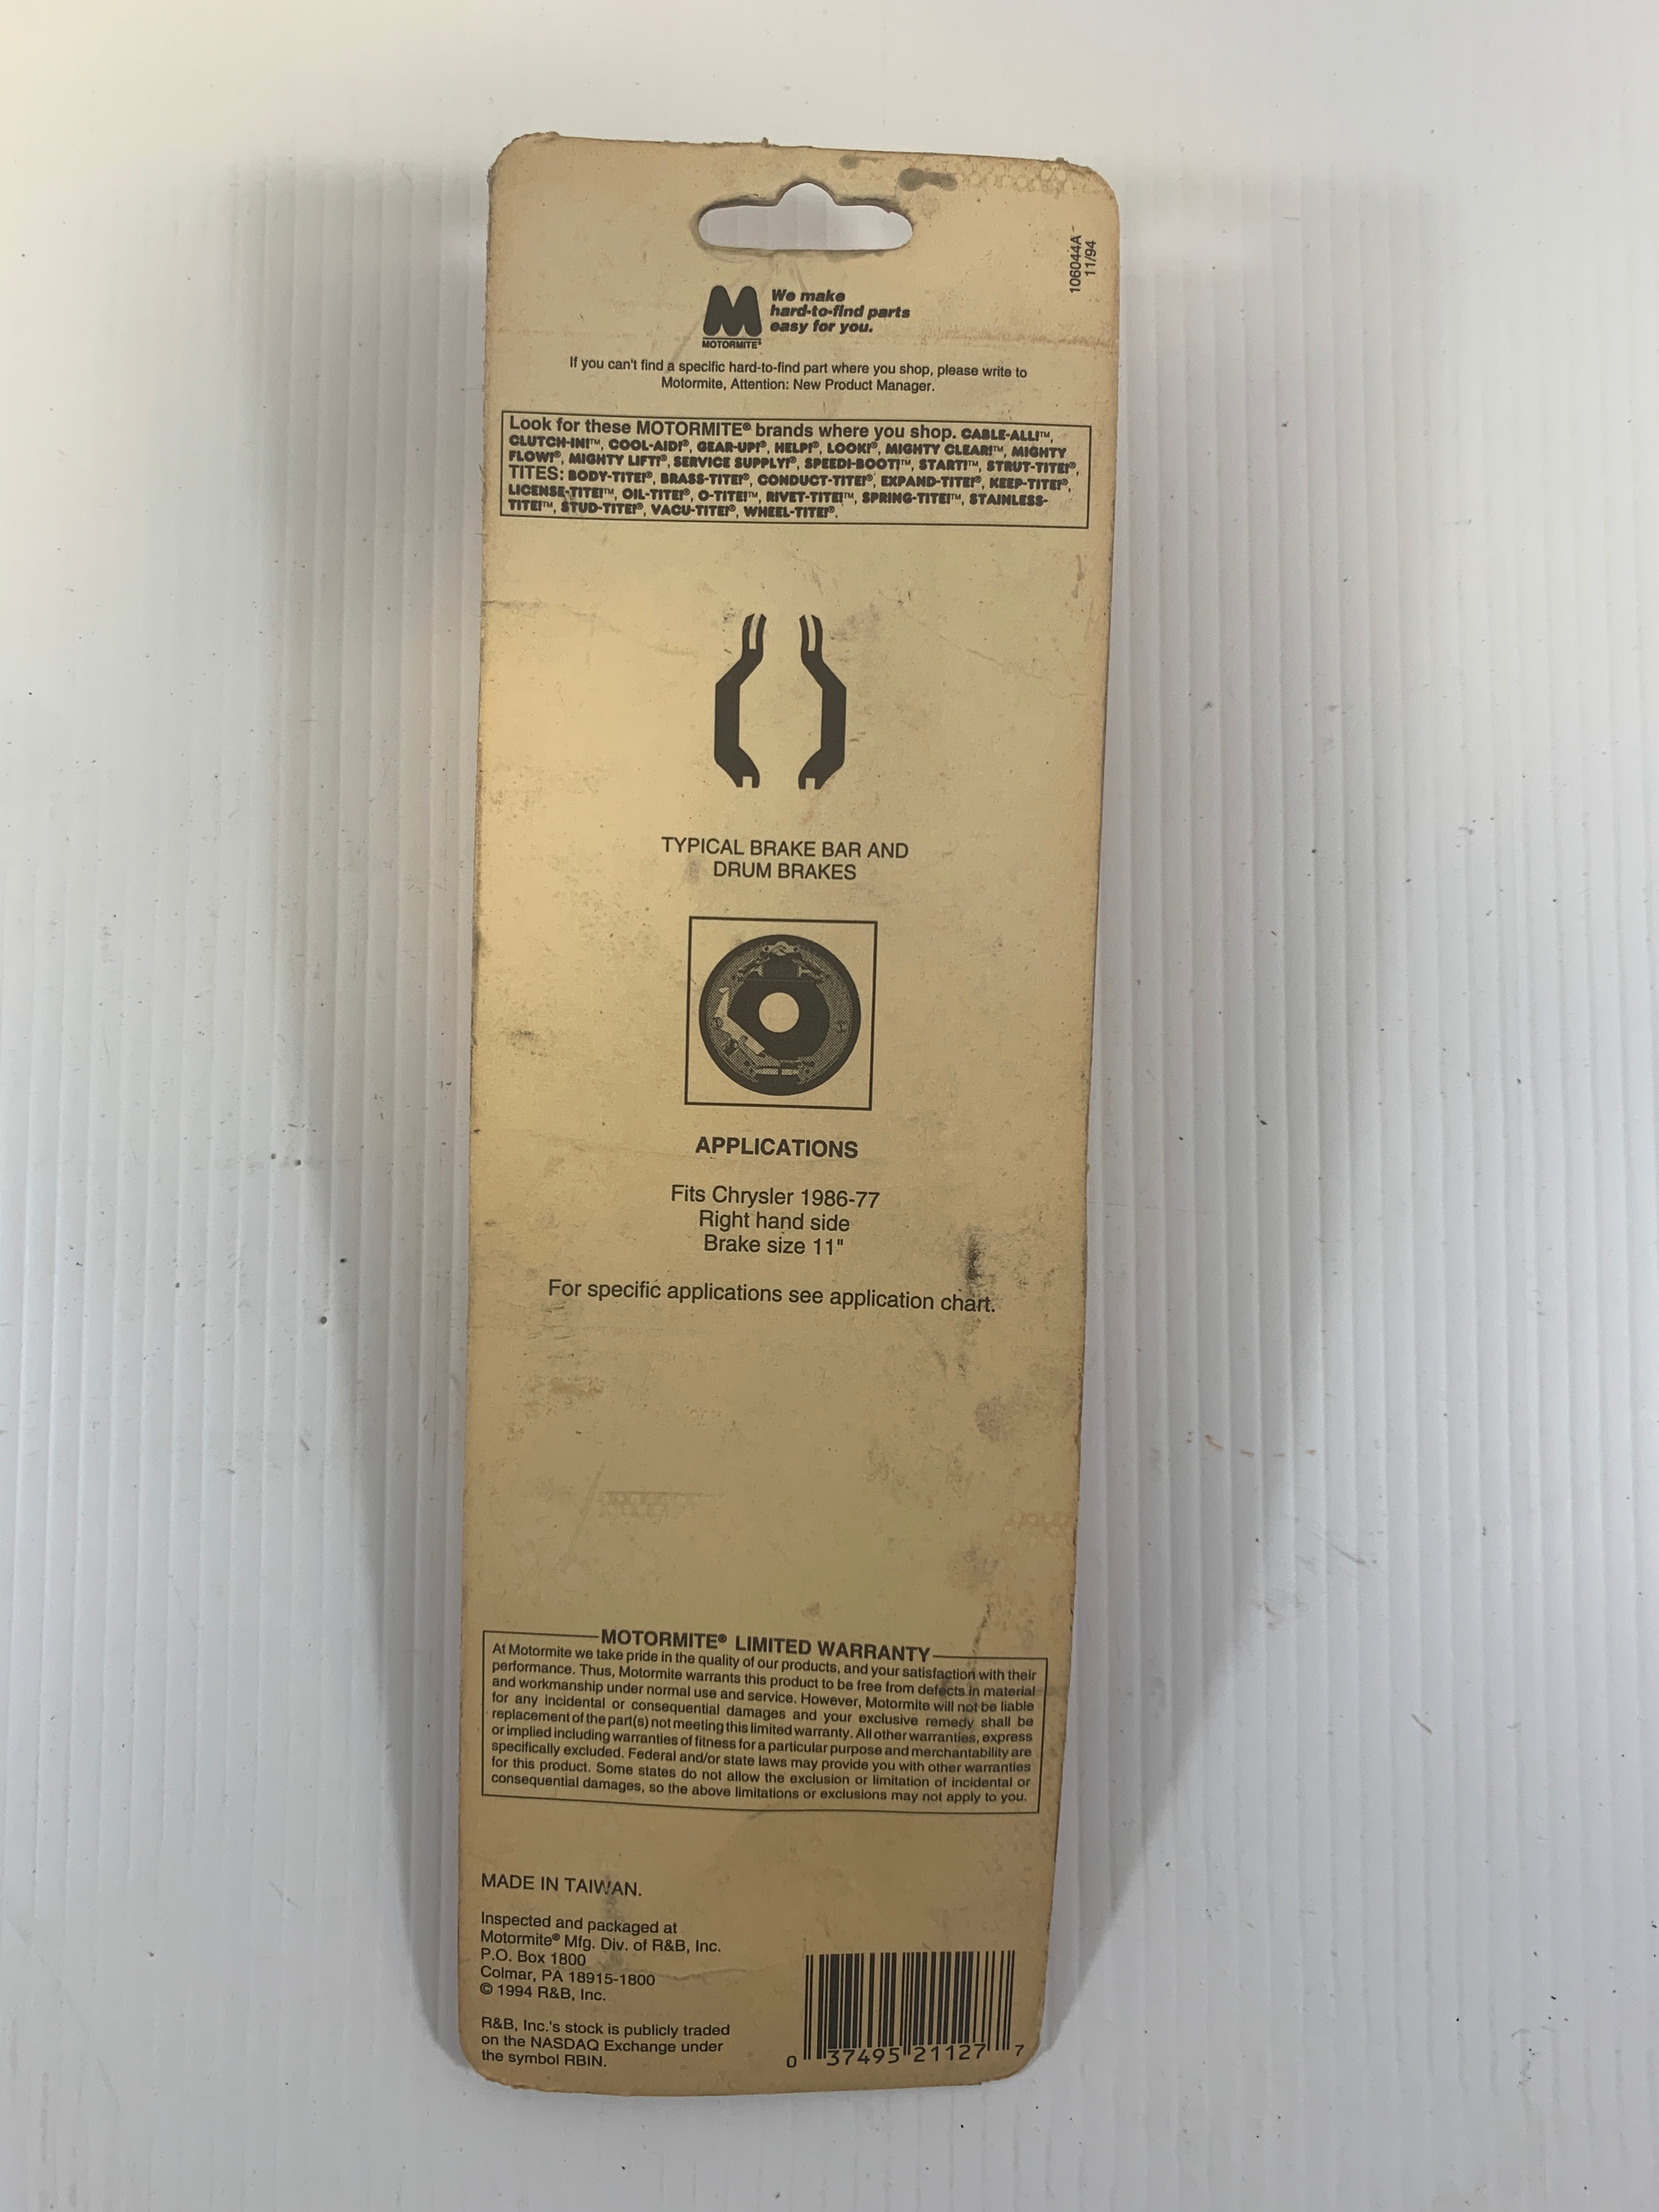 106044A
11/94
We make
hard-to-find parts
easy for you.
MOTORMITE®
If you can't find a specific hard-to-find part where you shop, please write to
Motormite, Attention: New Product Manager.
Look for these MOTORMITE® brands where you shop. CABLE-ALL!™,
CLUTCH-IN!™, COOL-AID!®, GEAR-UP!®, HELP!®, LOOK!®, MIGHTY CLEAR!™, MIGHTY
FLOW!®, MIGHTY LIFT!®, SERVICE SUPPLY!®, SPEEDI-BOOT!™, START!™, STRUT-TITE!®,
TITES: BODY-TITE!®, BRASS-TITE!®, CONDUCT-TITE!®, EXPAND-TITE!®, KEEP-TITE!®,
LICENSE-TITE!™, OIL-TITE!®, O-TITE!™, RIVET-TITE!™, SPRING-TITE!™, STAINLESS-
TITE!™, STUD-TITE!®, VACU-TITE!®, WHEEL-TITE!®.
TYPICAL BRAKE BAR AND
DRUM BRAKES
APPLICATIONS
Fits Chrysler 1986-77
Right hand side
Brake size 11"
For specific applications see application chart.
MOTORMITE® LIMITED WARRANTY
At Motormite we take pride in the quality of our products, and your satisfaction with their
performance. Thus, Motormite warrants this product to be free from defects in material
and workmanship under normal use and service. However, Motormite will not be liable
for any incidental or consequential damages and your exclusive remedy shall be
replacement of the part(s) not meeting this limited warranty. All other warranties, express
or implied including warranties of fitness for a particular purpose and merchantability are
specifically excluded. Federal and/or state laws may provide you with other warranties
for this product. Some states do not allow the exclusion or limitation of incidental or
consequential damages, so the above limitations or exclusions may not apply to you.
MADE IN TAIWAN.
Inspected and packaged at
Motormite® Mfg. Div. of R&B, Inc.
P.O. Box 1800
Colmar, PA 18915-1800
© 1994 R&B, Inc.
R&B, Inc.'s stock is publicly traded
on the NASDAQ Exchange under
the symbol RBIN.
0 37495 21127 7